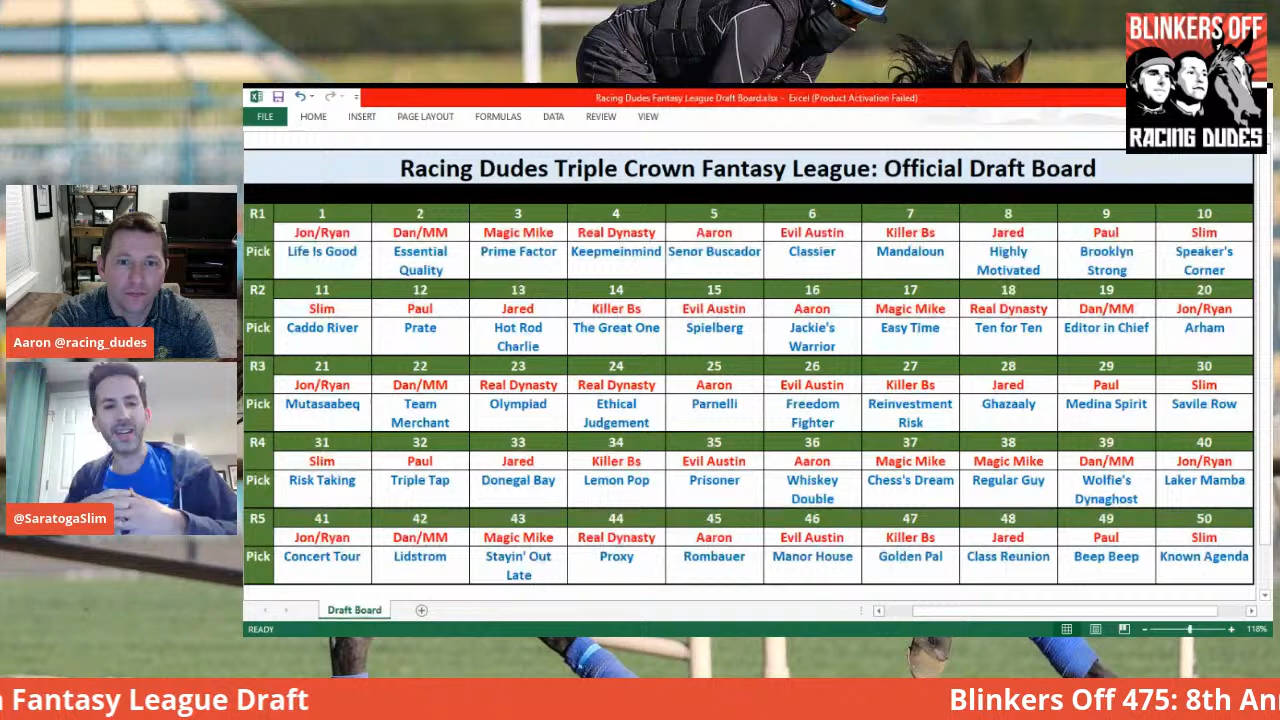 BLINKERS OFF
RACING DUDES
Racing Dudes Fantasy League Draft Board.xlsx - Excel (Product Activation Failed)
FILE HOME INSERT PAGE LAYOUT FORMULAS DATA REVIEW VIEW
Racing Dudes Triple Crown Fantasy League: Official Draft Board
R1 1 2 3 4 5 6 7 8 9 10
Jon/Ryan Dan/MM Magic Mike Real Dynasty Aaron Evil Austin Killer Bs Jared Paul Slim
Pick Life Is Good Essential Prime Factor Keepmeinmind Senor Buscador Classier Mandaloun Highly Brooklyn Speaker's
Quality Motivated Strong Corner
R2 11 12 13 14 15 16 17 18 19 20
Slim Paul Jared Killer Bs Evil Austin Aaron Magic Mike Real Dynasty Dan/MM Jon/Ryan
Pick Caddo River Prate Hot Rod The Great One Spielberg Jackie's Easy Time Ten for Ten Editor in Chief Arham
Charlie Warrior
R3 21 22 23 24 25 26 27 28 29 30
Jon/Ryan Dan/MM Real Dynasty Real Dynasty Aaron Evil Austin Killer Bs Jared Paul Slim
Pick Mutasaabeq Team Olympiad Ethical Parnelli Freedom Reinvestment Ghazaaly Medina Spirit Savile Row
Merchant Judgement Fighter Risk
R4 31 32 33 34 35 36 37 38 39 40
Slim Paul Jared Killer Bs Evil Austin Aaron Magic Mike Magic Mike Dan/MM Jon/Ryan
Pick Risk Taking Triple Tap Donegal Bay Lemon Pop Prisoner Whiskey Chess's Dream Regular Guy Wolfie's Laker Mamba
Double Dynaghost
R5 41 42 43 44 45 46 47 48 49 50
Jon/Ryan Dan/MM Magic Mike Real Dynasty Aaron Evil Austin Killer Bs Jared Paul Slim
Pick Concert Tour Lidstrom Stayin' Out Proxy Rombauer Manor House Golden Pal Class Reunion Beep Beep Known Agenda
Late
Draft Board
READY
118%
Aaron @racing_dudes
@SaratogaSlim
n Fantasy League Draft
Blinkers Off 475: 8th An